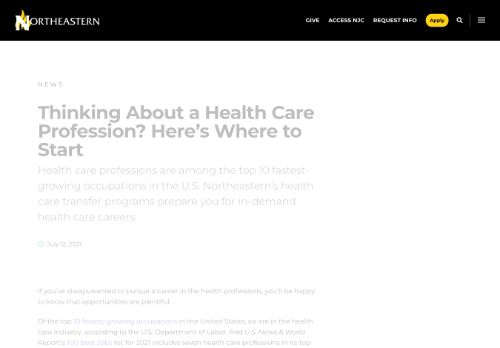 NORTHEASTERN GIVE ACCESS NJC REQUEST INFO Apply
NEWS
Thinking About a Health Care
Profession? Here's Where to
Start
Health care professions are among the top 10 fastest-
growing occupations in the U.S. Northeastern's health
care transfer programs prepare you for in-demand
health care careers.
July 12, 2021
If you've always wanted to pursue a career in the health professions, you'll be happy
to know that opportunities are plentiful.
Of the top 10 fastest-growing occupations in the United States, six are in the health
care industry, according to the U.S. Department of Labor. And U.S. News & World
Report's 100 Best Jobs list for 2021 includes seven health care professions in its top